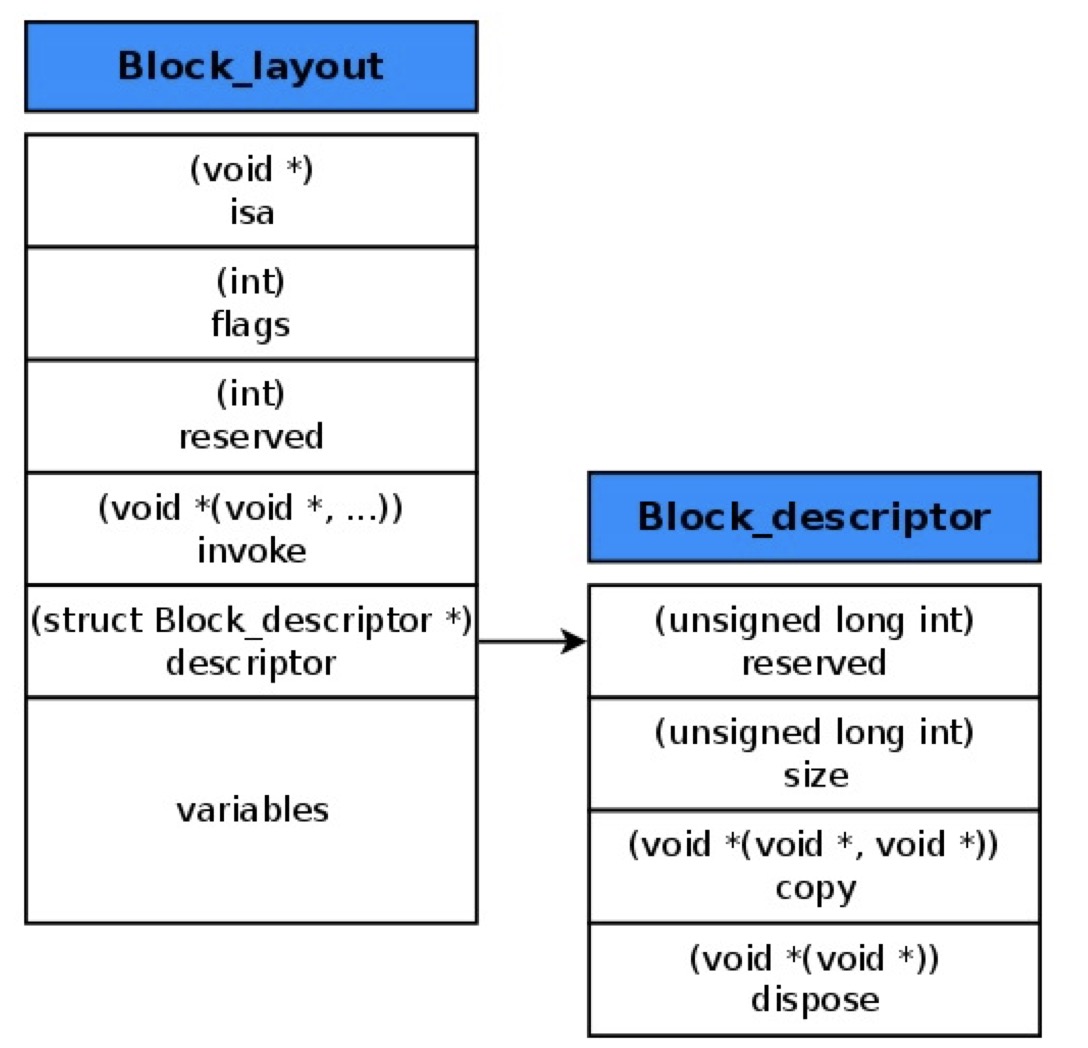 Block_layout
(void *)
isa
(int)
flags
(int)
reserved
(void *(void *, ...))
invoke
(struct Block_descriptor *)
descriptor
variables
Block_descriptor
(unsigned long int)
reserved
(unsigned long int)
size
(void *(void *, void *))
copy
(void *(void *))
dispose